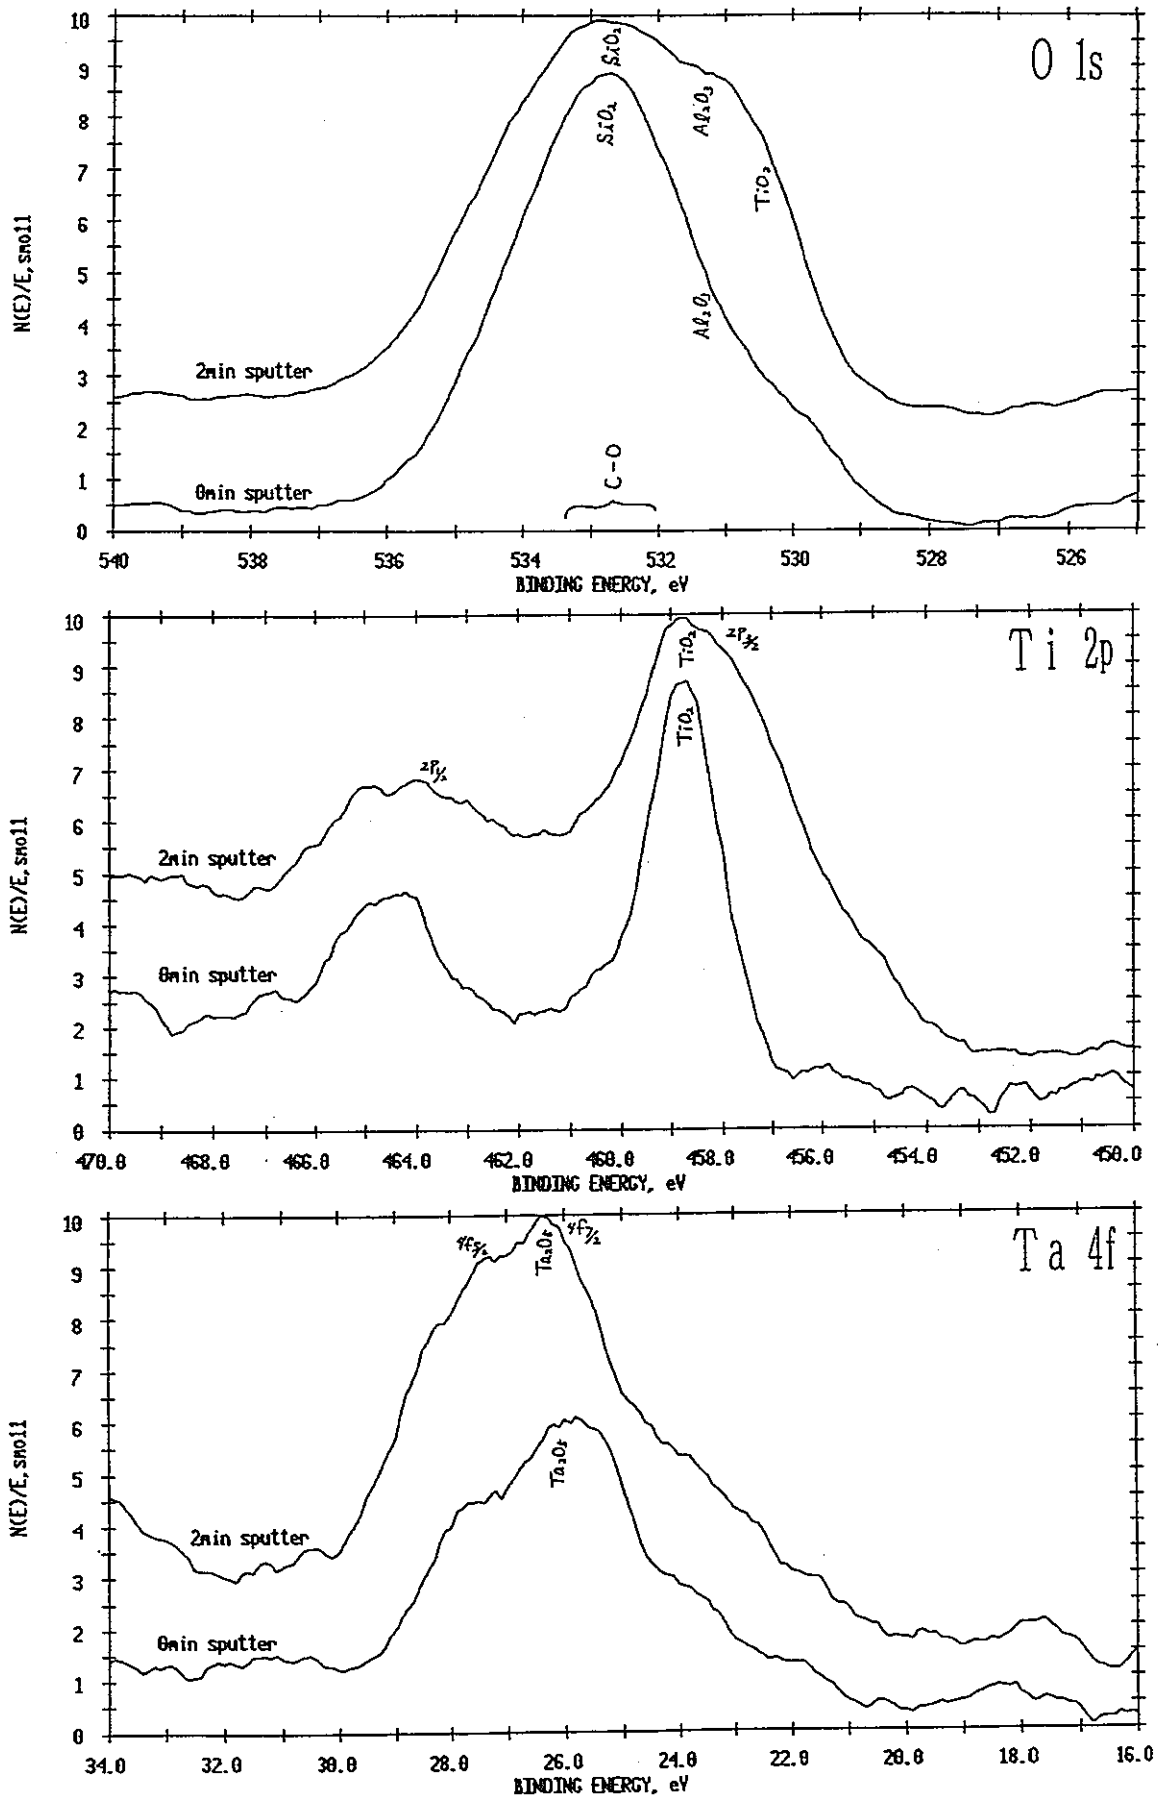 O 1s
10
9
8
7
6
5
4
3
2
1
0
N(E)/E, smo11
SiO2
SiO2
Al2O3
TiO2
Al2O3
2min sputter
0min sputter
C-O
540 538 536 534 532 530 528 526
BINDING ENERGY, eV
Ti 2p
10
9
8
7
6
5
4
3
2
1
0
N(E)/E, smo11
2P3/2
TiO2
TiO2
2P1/2
2min sputter
0min sputter
470.0 468.0 466.0 464.0 462.0 460.0 458.0 456.0 454.0 452.0 450.0
BINDING ENERGY, eV
Ta 4f
10
9
8
7
6
5
4
3
2
1
0
N(E)/E, smo11
4f5/2
4f7/2
Ta2O5
Ta2O5
2min sputter
0min sputter
34.0 32.0 30.0 28.0 26.0 24.0 22.0 20.0 18.0 16.0
BINDING ENERGY, eV